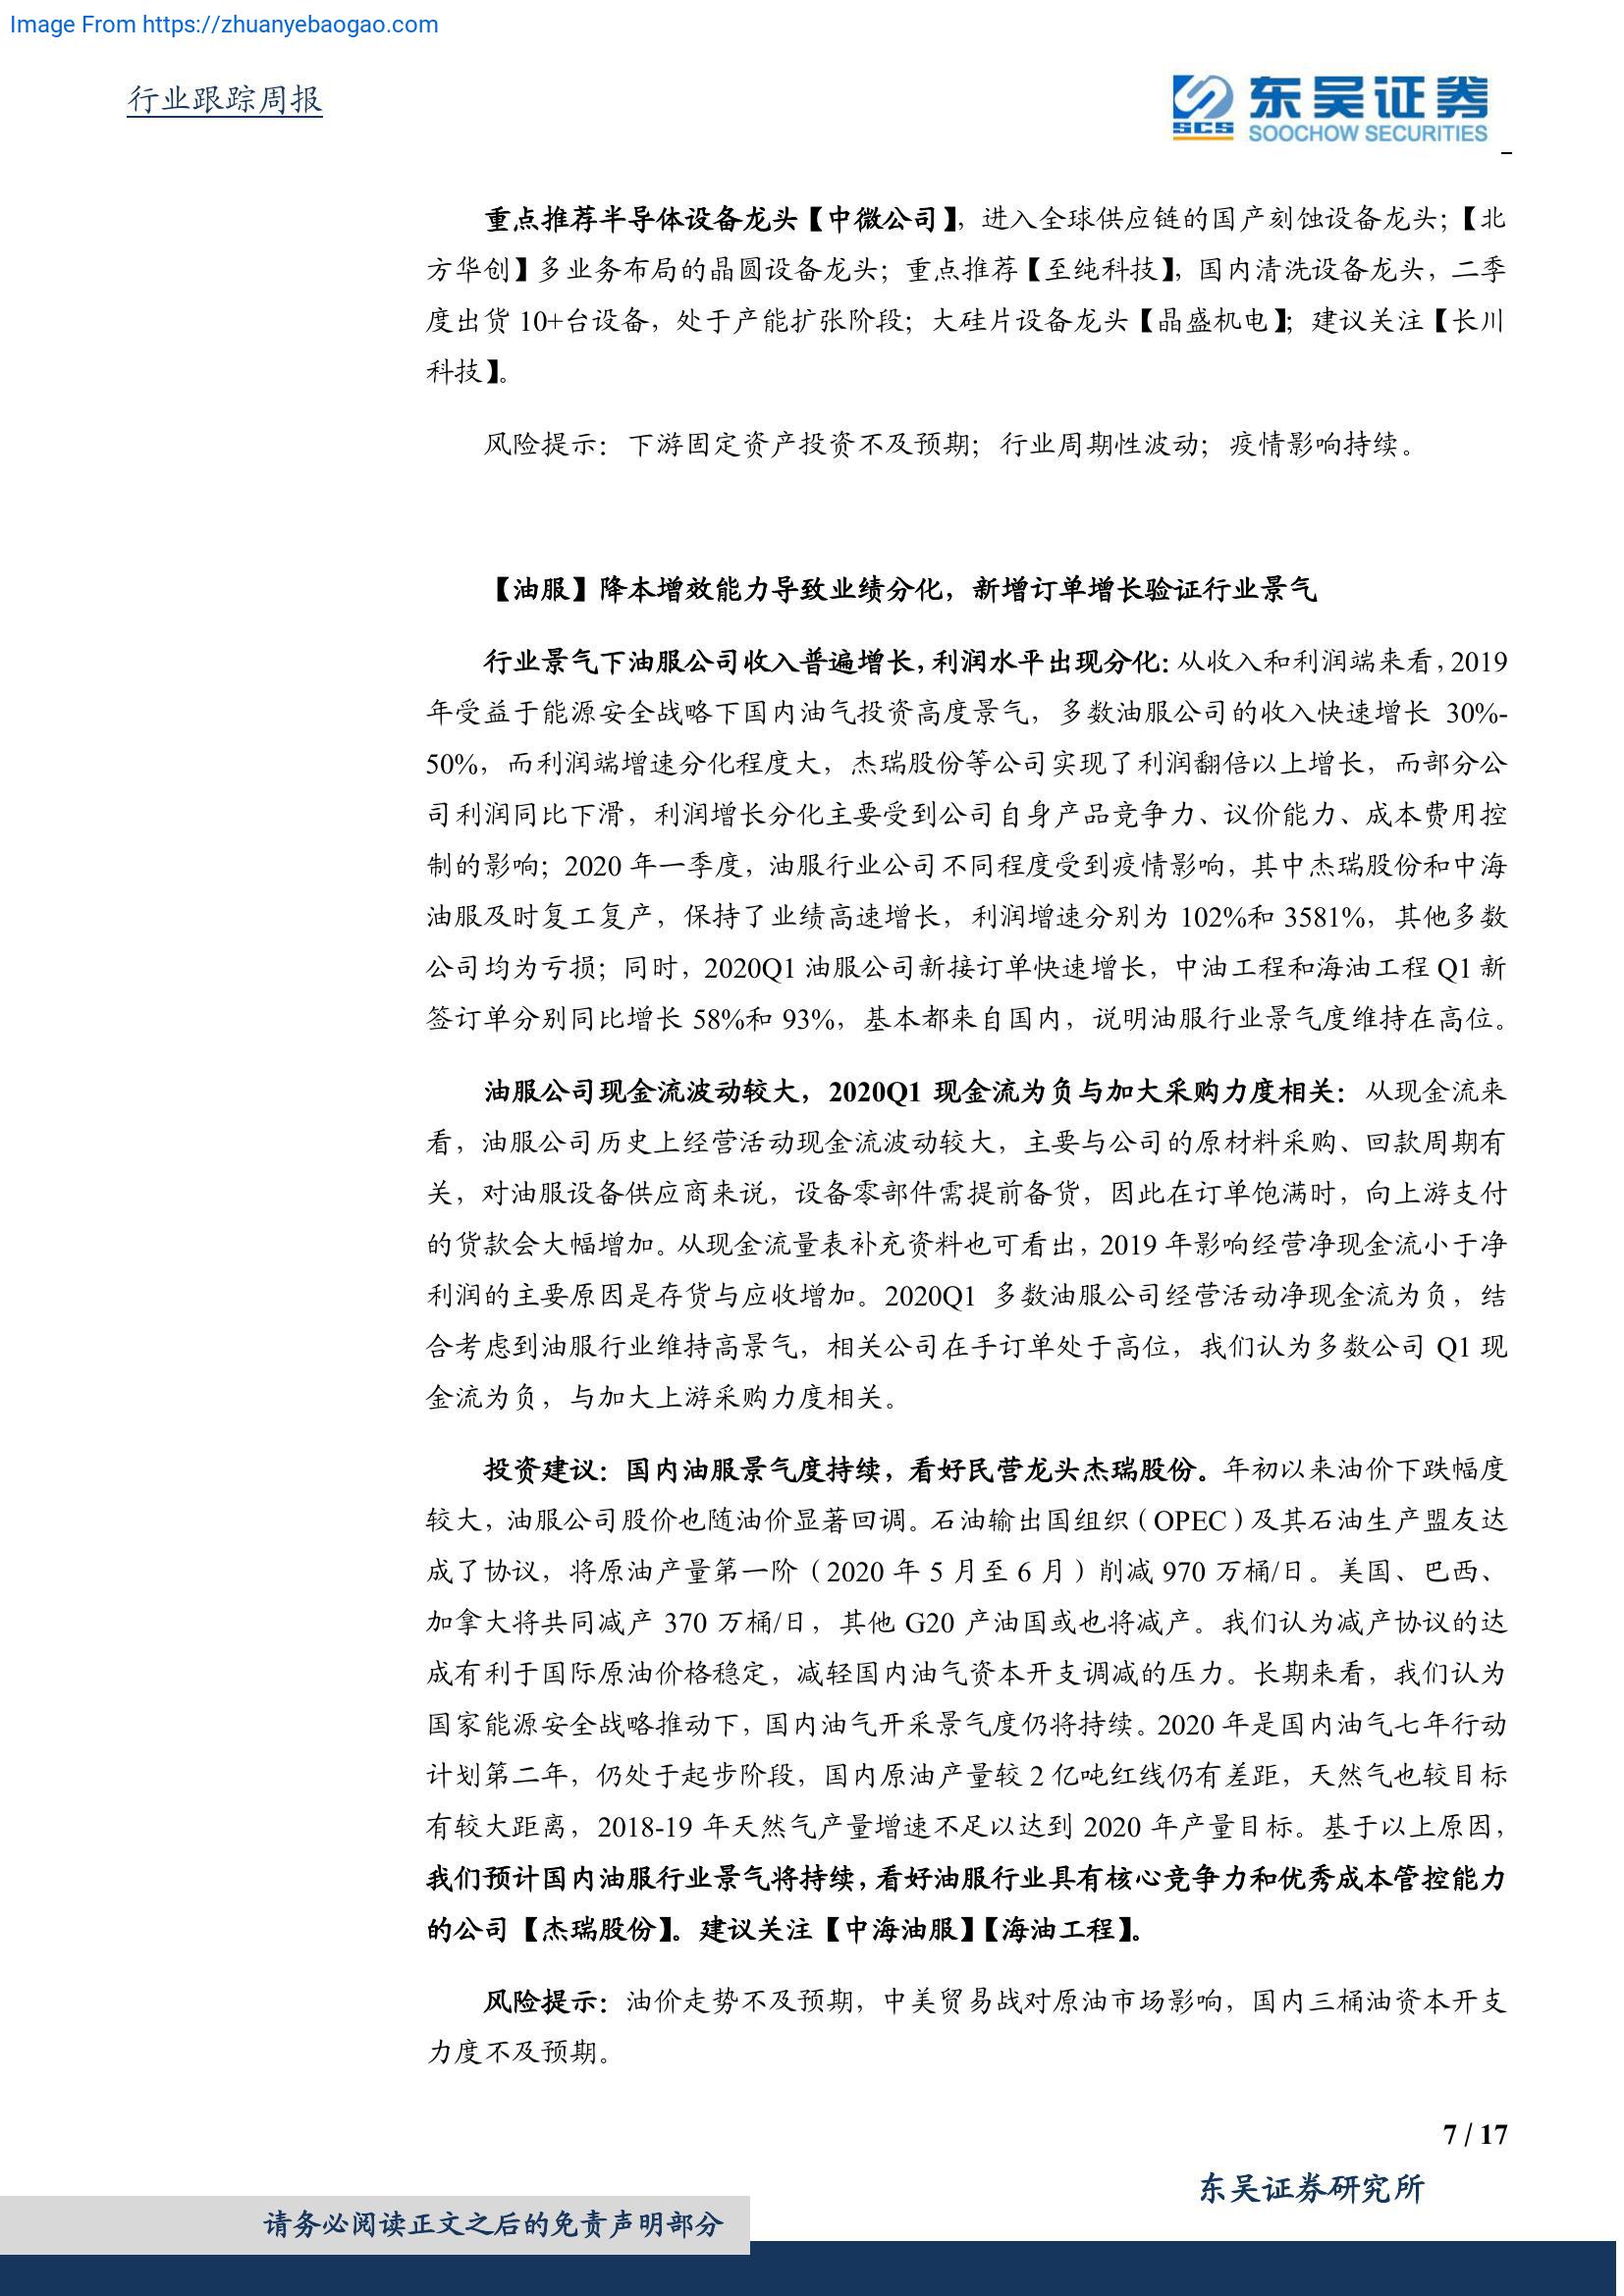 Image From https://zhuanyebaogao.com
行业跟踪周报
SCS
东吴证券
SOOCHOW SECURITIES
重点推荐半导体设备龙头【中微公司】，进入全球供应链的国产刻蚀设备龙头；【北
方华创】多业务布局的晶圆设备龙头；重点推荐【至纯科技】，国内清洗设备龙头，二季
度出货 10+台设备，处于产能扩张阶段；大硅片设备龙头【晶盛机电】；建议关注【长川
科技】。
风险提示：下游固定资产投资不及预期；行业周期性波动；疫情影响持续。
【油服】降本增效能力导致业绩分化，新增订单增长验证行业景气
行业景气下油服公司收入普遍增长，利润水平出现分化：从收入和利润端来看，2019
年受益于能源安全战略下国内油气投资高度景气，多数油服公司的收入快速增长 30%-
50%，而利润端增速分化程度大，杰瑞股份等公司实现了利润翻倍以上增长，而部分公
司利润同比下滑，利润增长分化主要受到公司自身产品竞争力、议价能力、成本费用控
制的影响；2020 年一季度，油服行业公司不同程度受到疫情影响，其中杰瑞股份和中海
油服及时复工复产，保持了业绩高速增长，利润增速分别为 102%和 3581%，其他多数
公司均为亏损；同时，2020Q1 油服公司新接订单快速增长，中油工程和海油工程 Q1 新
签订单分别同比增长 58%和 93%，基本都来自国内，说明油服行业景气度维持在高位。
油服公司现金流波动较大，2020Q1 现金流为负与加大采购力度相关：从现金流来
看，油服公司历史上经营活动现金流波动较大，主要与公司的原材料采购、回款周期有
关，对油服设备供应商来说，设备零部件需提前备货，因此在订单饱满时，向上游支付
的货款会大幅增加。从现金流量表补充资料也可看出，2019 年影响经营净现金流小于净
利润的主要原因是存货与应收增加。2020Q1 多数油服公司经营活动净现金流为负，结
合考虑到油服行业维持高景气，相关公司在手订单处于高位，我们认为多数公司 Q1 现
金流为负，与加大上游采购力度相关。
投资建议：国内油服景气度持续，看好民营龙头杰瑞股份。年初以来油价下跌幅度
较大，油服公司股价也随油价显著回调。石油输出国组织（OPEC）及其石油生产盟友达
成了协议，将原油产量第一阶（2020 年 5 月至 6 月）削减 970 万桶/日。美国、巴西、
加拿大将共同减产 370 万桶/日，其他 G20 产油国或也将减产。我们认为减产协议的达
成有利于国际原油价格稳定，减轻国内油气资本开支调减的压力。长期来看，我们认为
国家能源安全战略推动下，国内油气开采景气度仍将持续。2020 年是国内油气七年行动
计划第二年，仍处于起步阶段，国内原油产量较 2 亿吨红线仍有差距，天然气也较目标
有较大距离，2018-19 年天然气产量增速不足以达到 2020 年产量目标。基于以上原因，
我们预计国内油服行业景气将持续，看好油服行业具有核心竞争力和优秀成本管控能力
的公司【杰瑞股份】。建议关注【中海油服】【海油工程】。
风险提示：油价走势不及预期，中美贸易战对原油市场影响，国内三桶油资本开支
力度不及预期。
7 / 17
东吴证券研究所
请务必阅读正文之后的免责声明部分